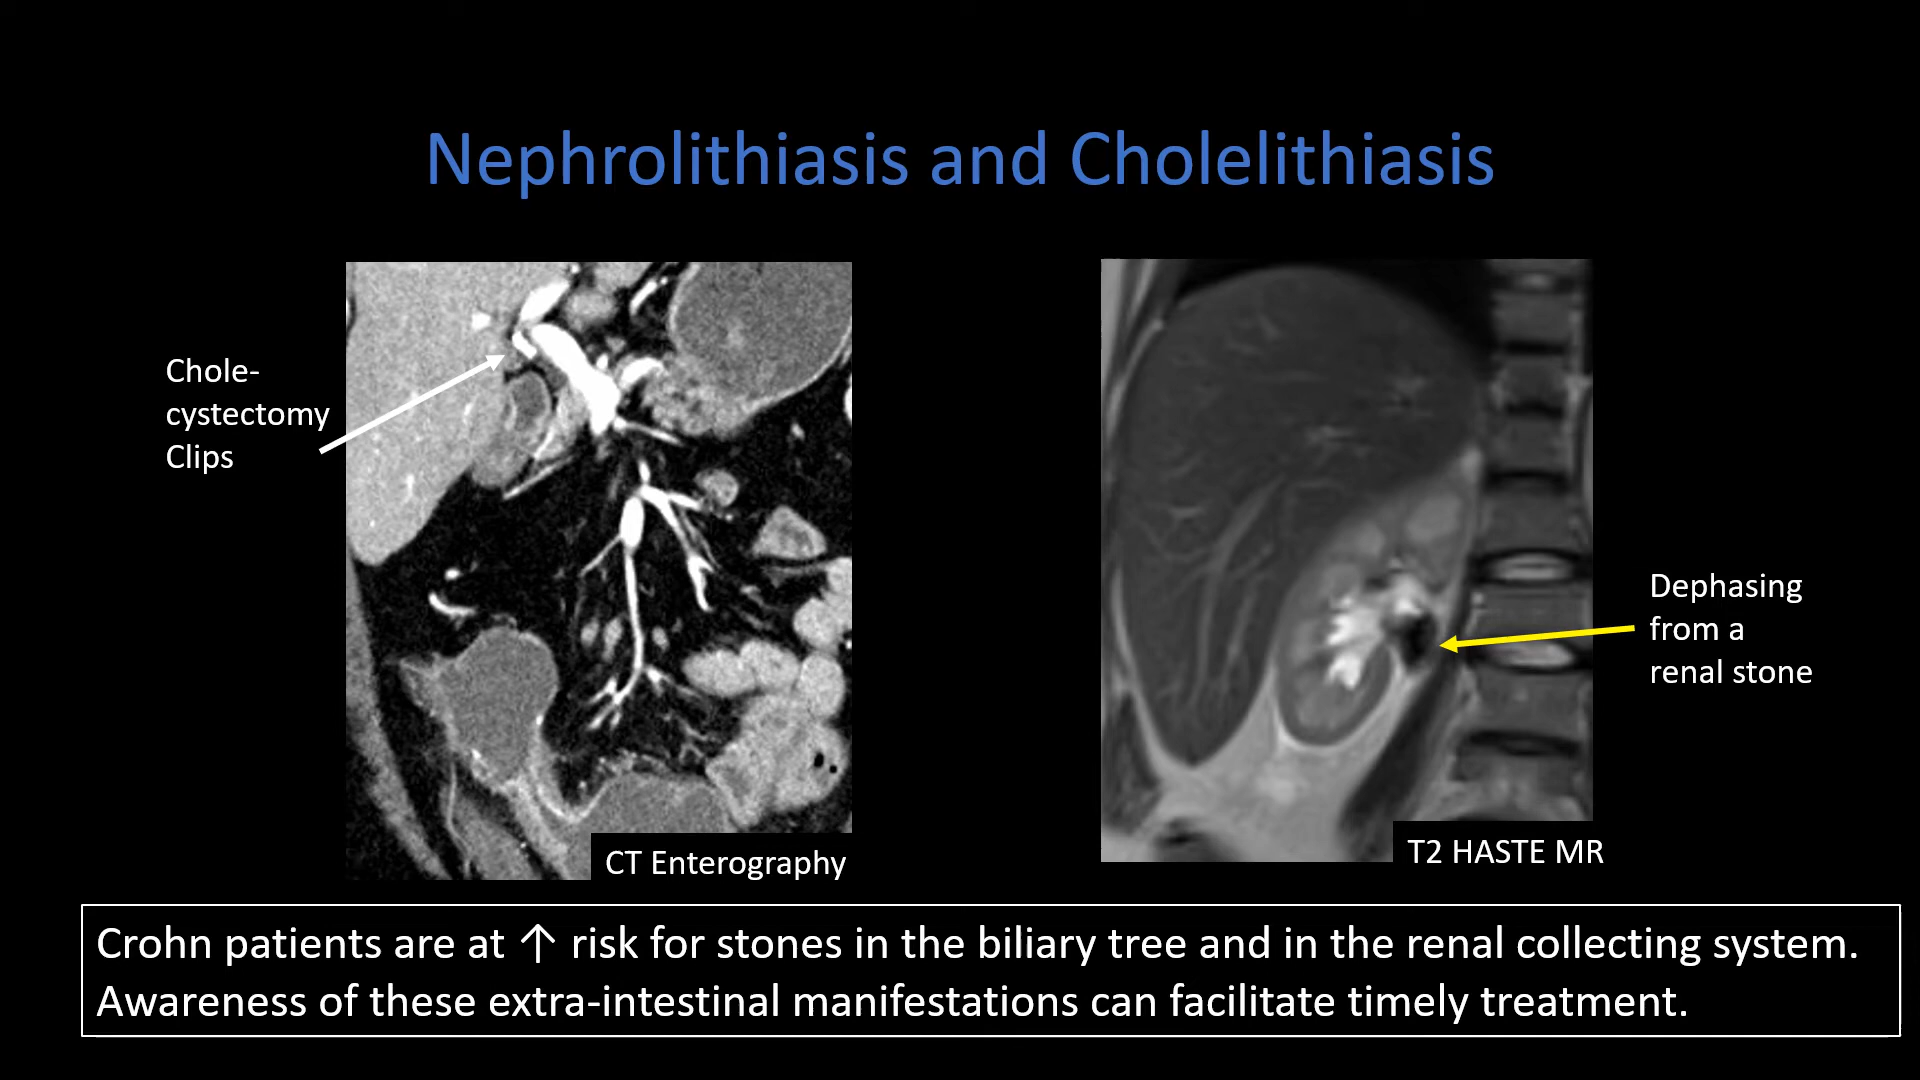 Nephrolithiasis and Cholelithiasis
Chole-
cystectomy
Clips
CT Enterography
Dephasing
from a
renal stone
T2 HASTE MR
Crohn patients are at ↑ risk for stones in the biliary tree and in the renal collecting system.
Awareness of these extra-intestinal manifestations can facilitate timely treatment.